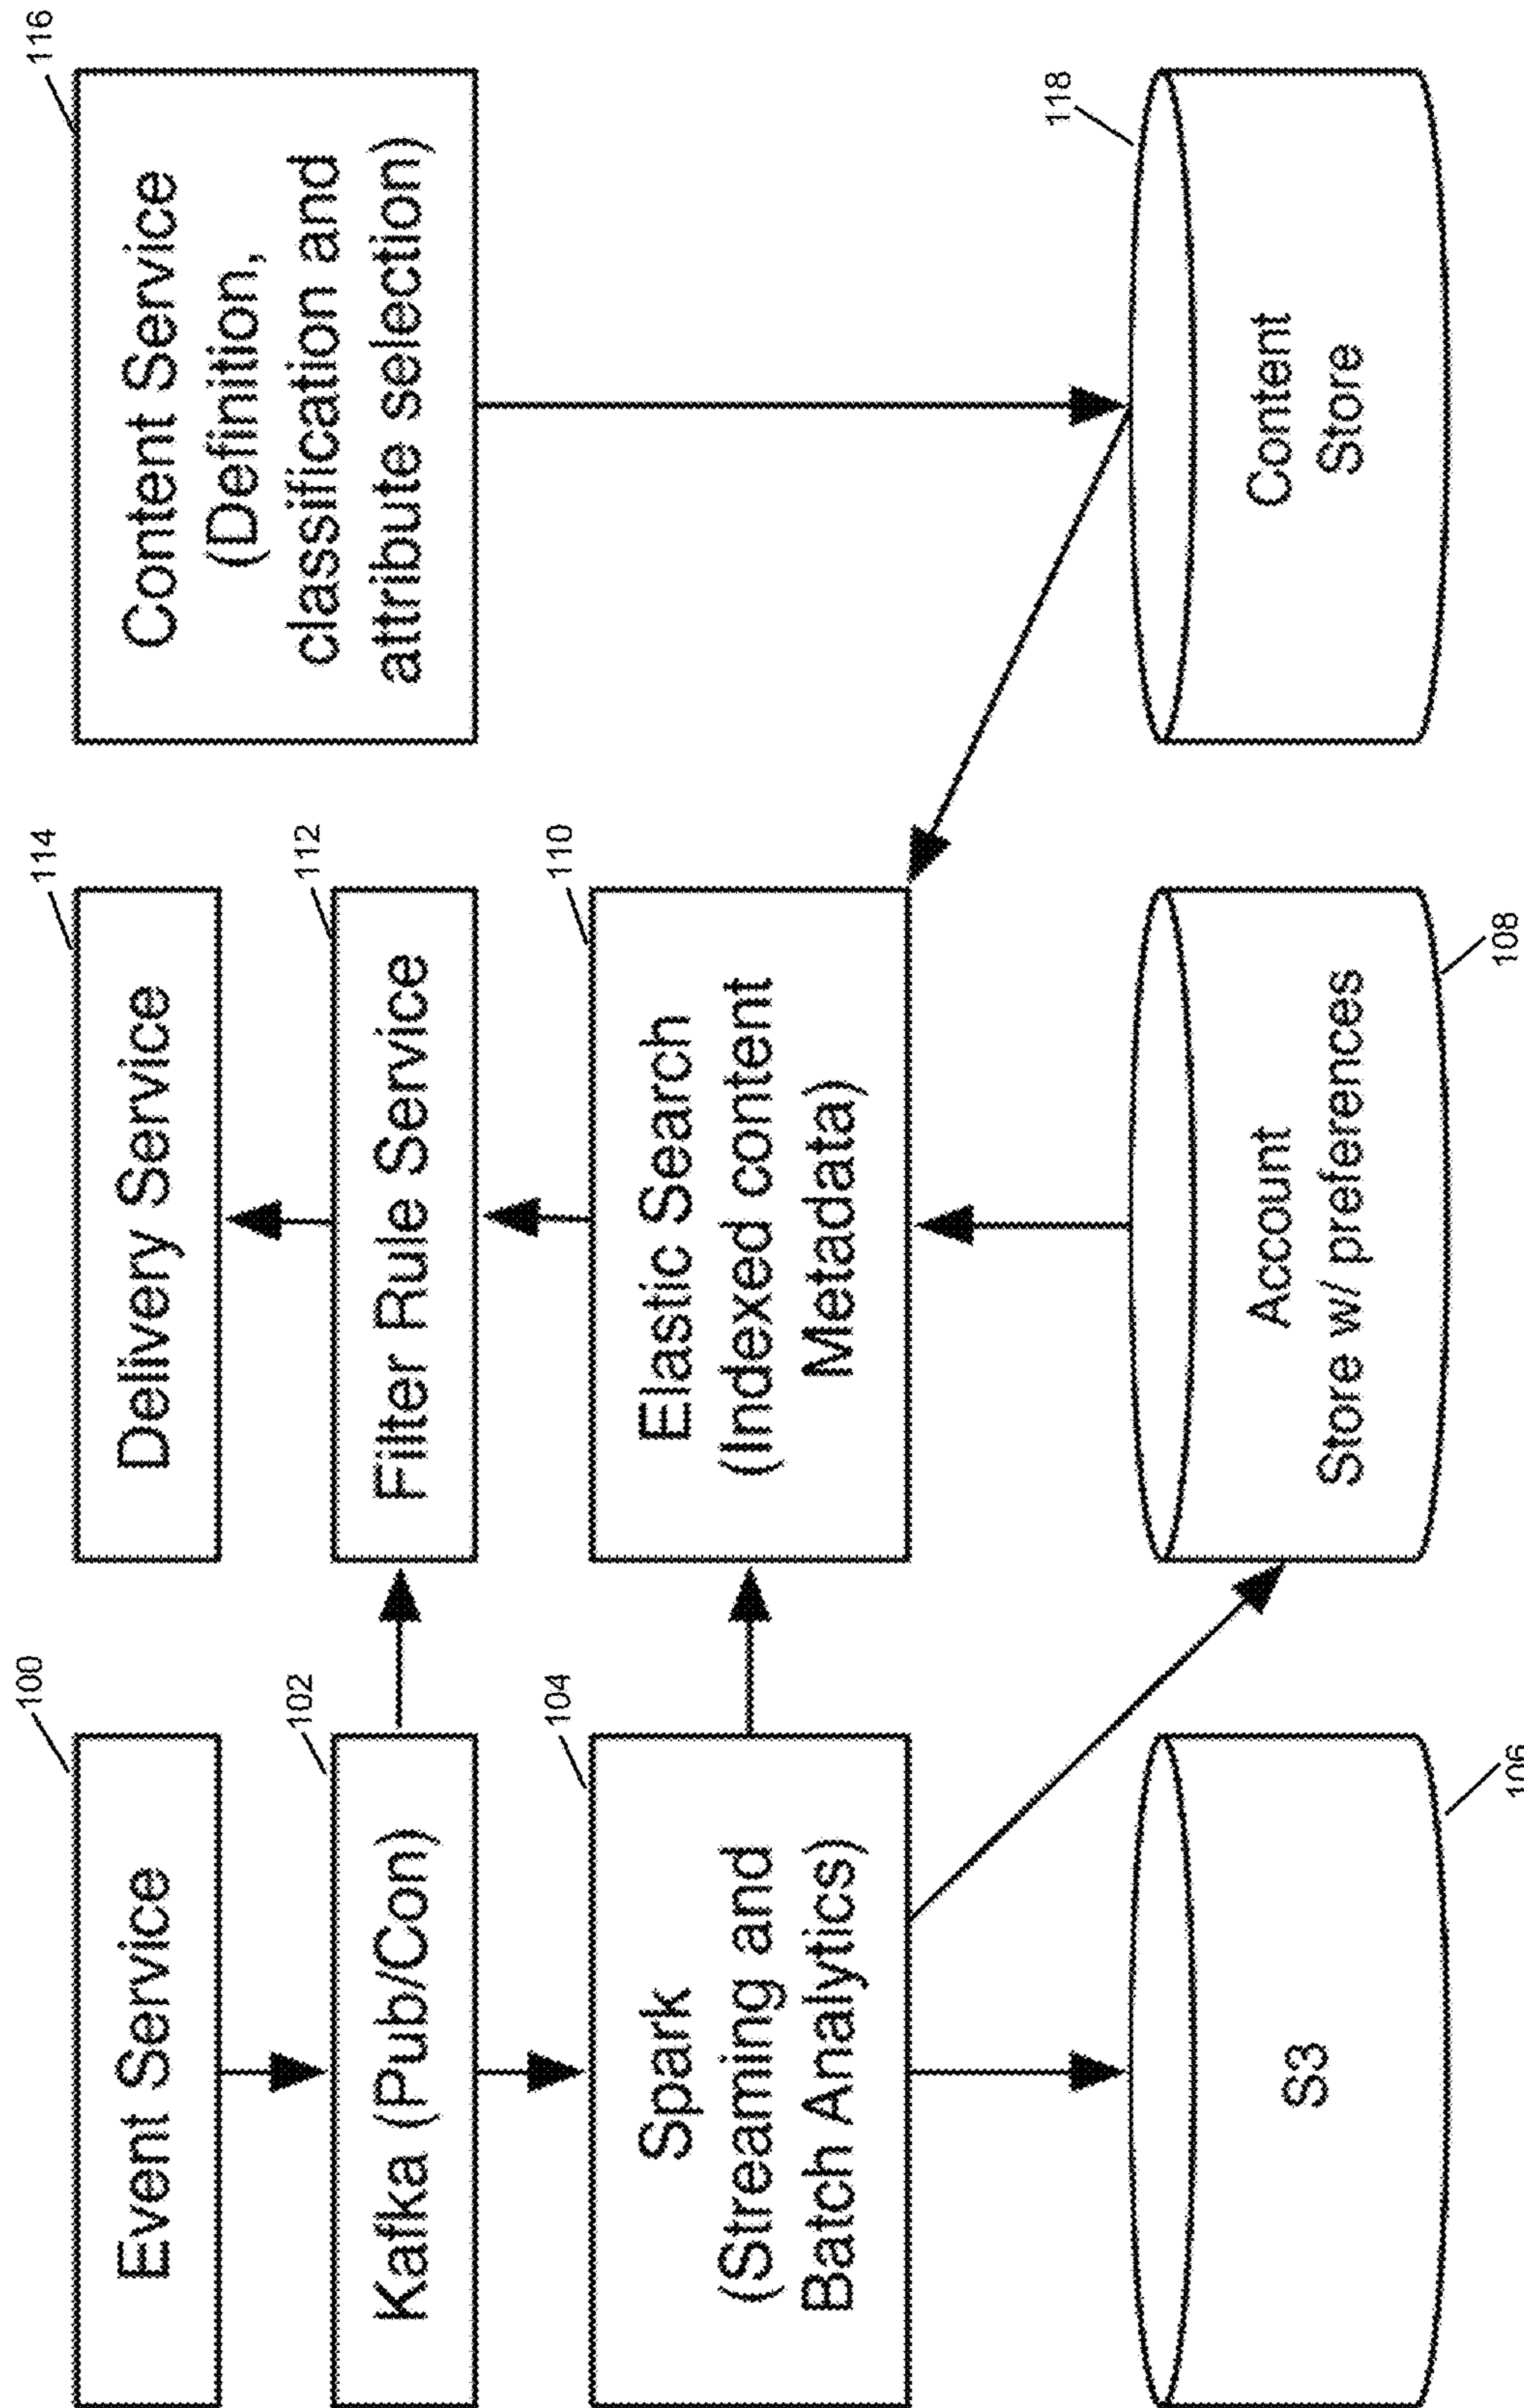 100
Event Service
102
Kafka (Pub/Con)
104
Spark
(Streaming and
Batch Analytics)
S3
106
114
Delivery Service
112
Filter Rule Service
110
Elastic Search
(Indexed content
Metadata)
Account
Store w/ preferences
108
116
Content Service
(Definition,
classification and
attribute selection)
118
Content
Store